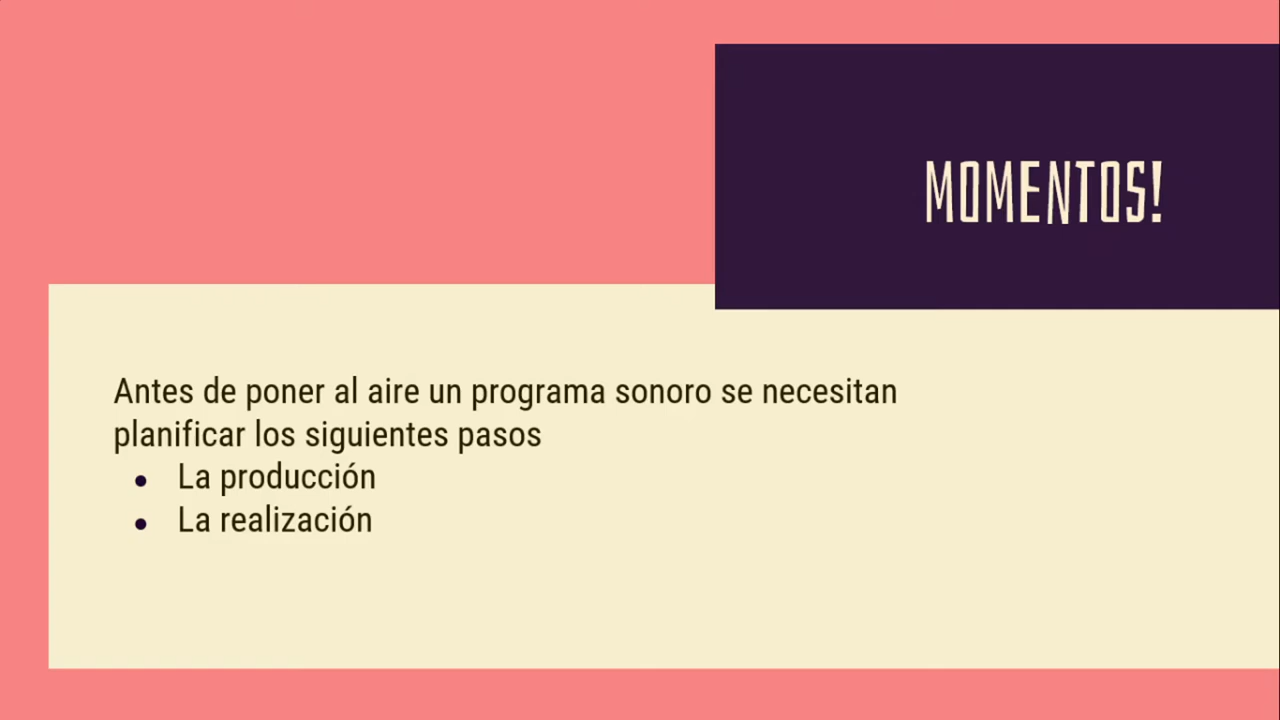 MOMENTOS!
Antes de poner al aire un programa sonoro se necesitan
planificar los siguientes pasos
● La producción
● La realización